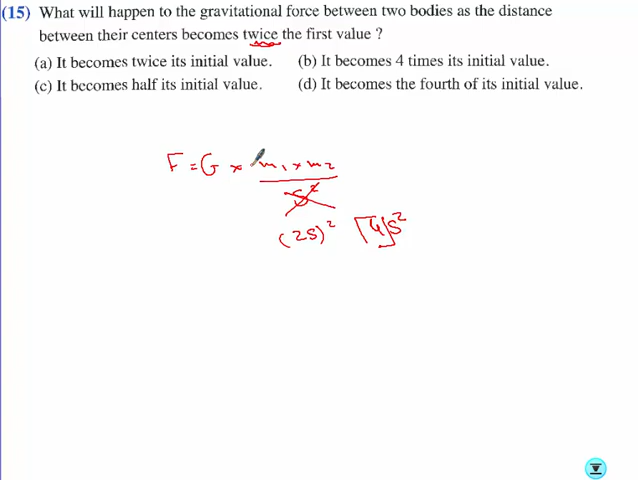 (15) What will happen to the gravitational force between two bodies as the distance
between their centers becomes twice the first value ?
(a) It becomes twice its initial value. (b) It becomes 4 times its initial value.
(c) It becomes half its initial value. (d) It becomes the fourth of its initial value.
F = G × m₁ × m₂
S²
(2S)² 4S²